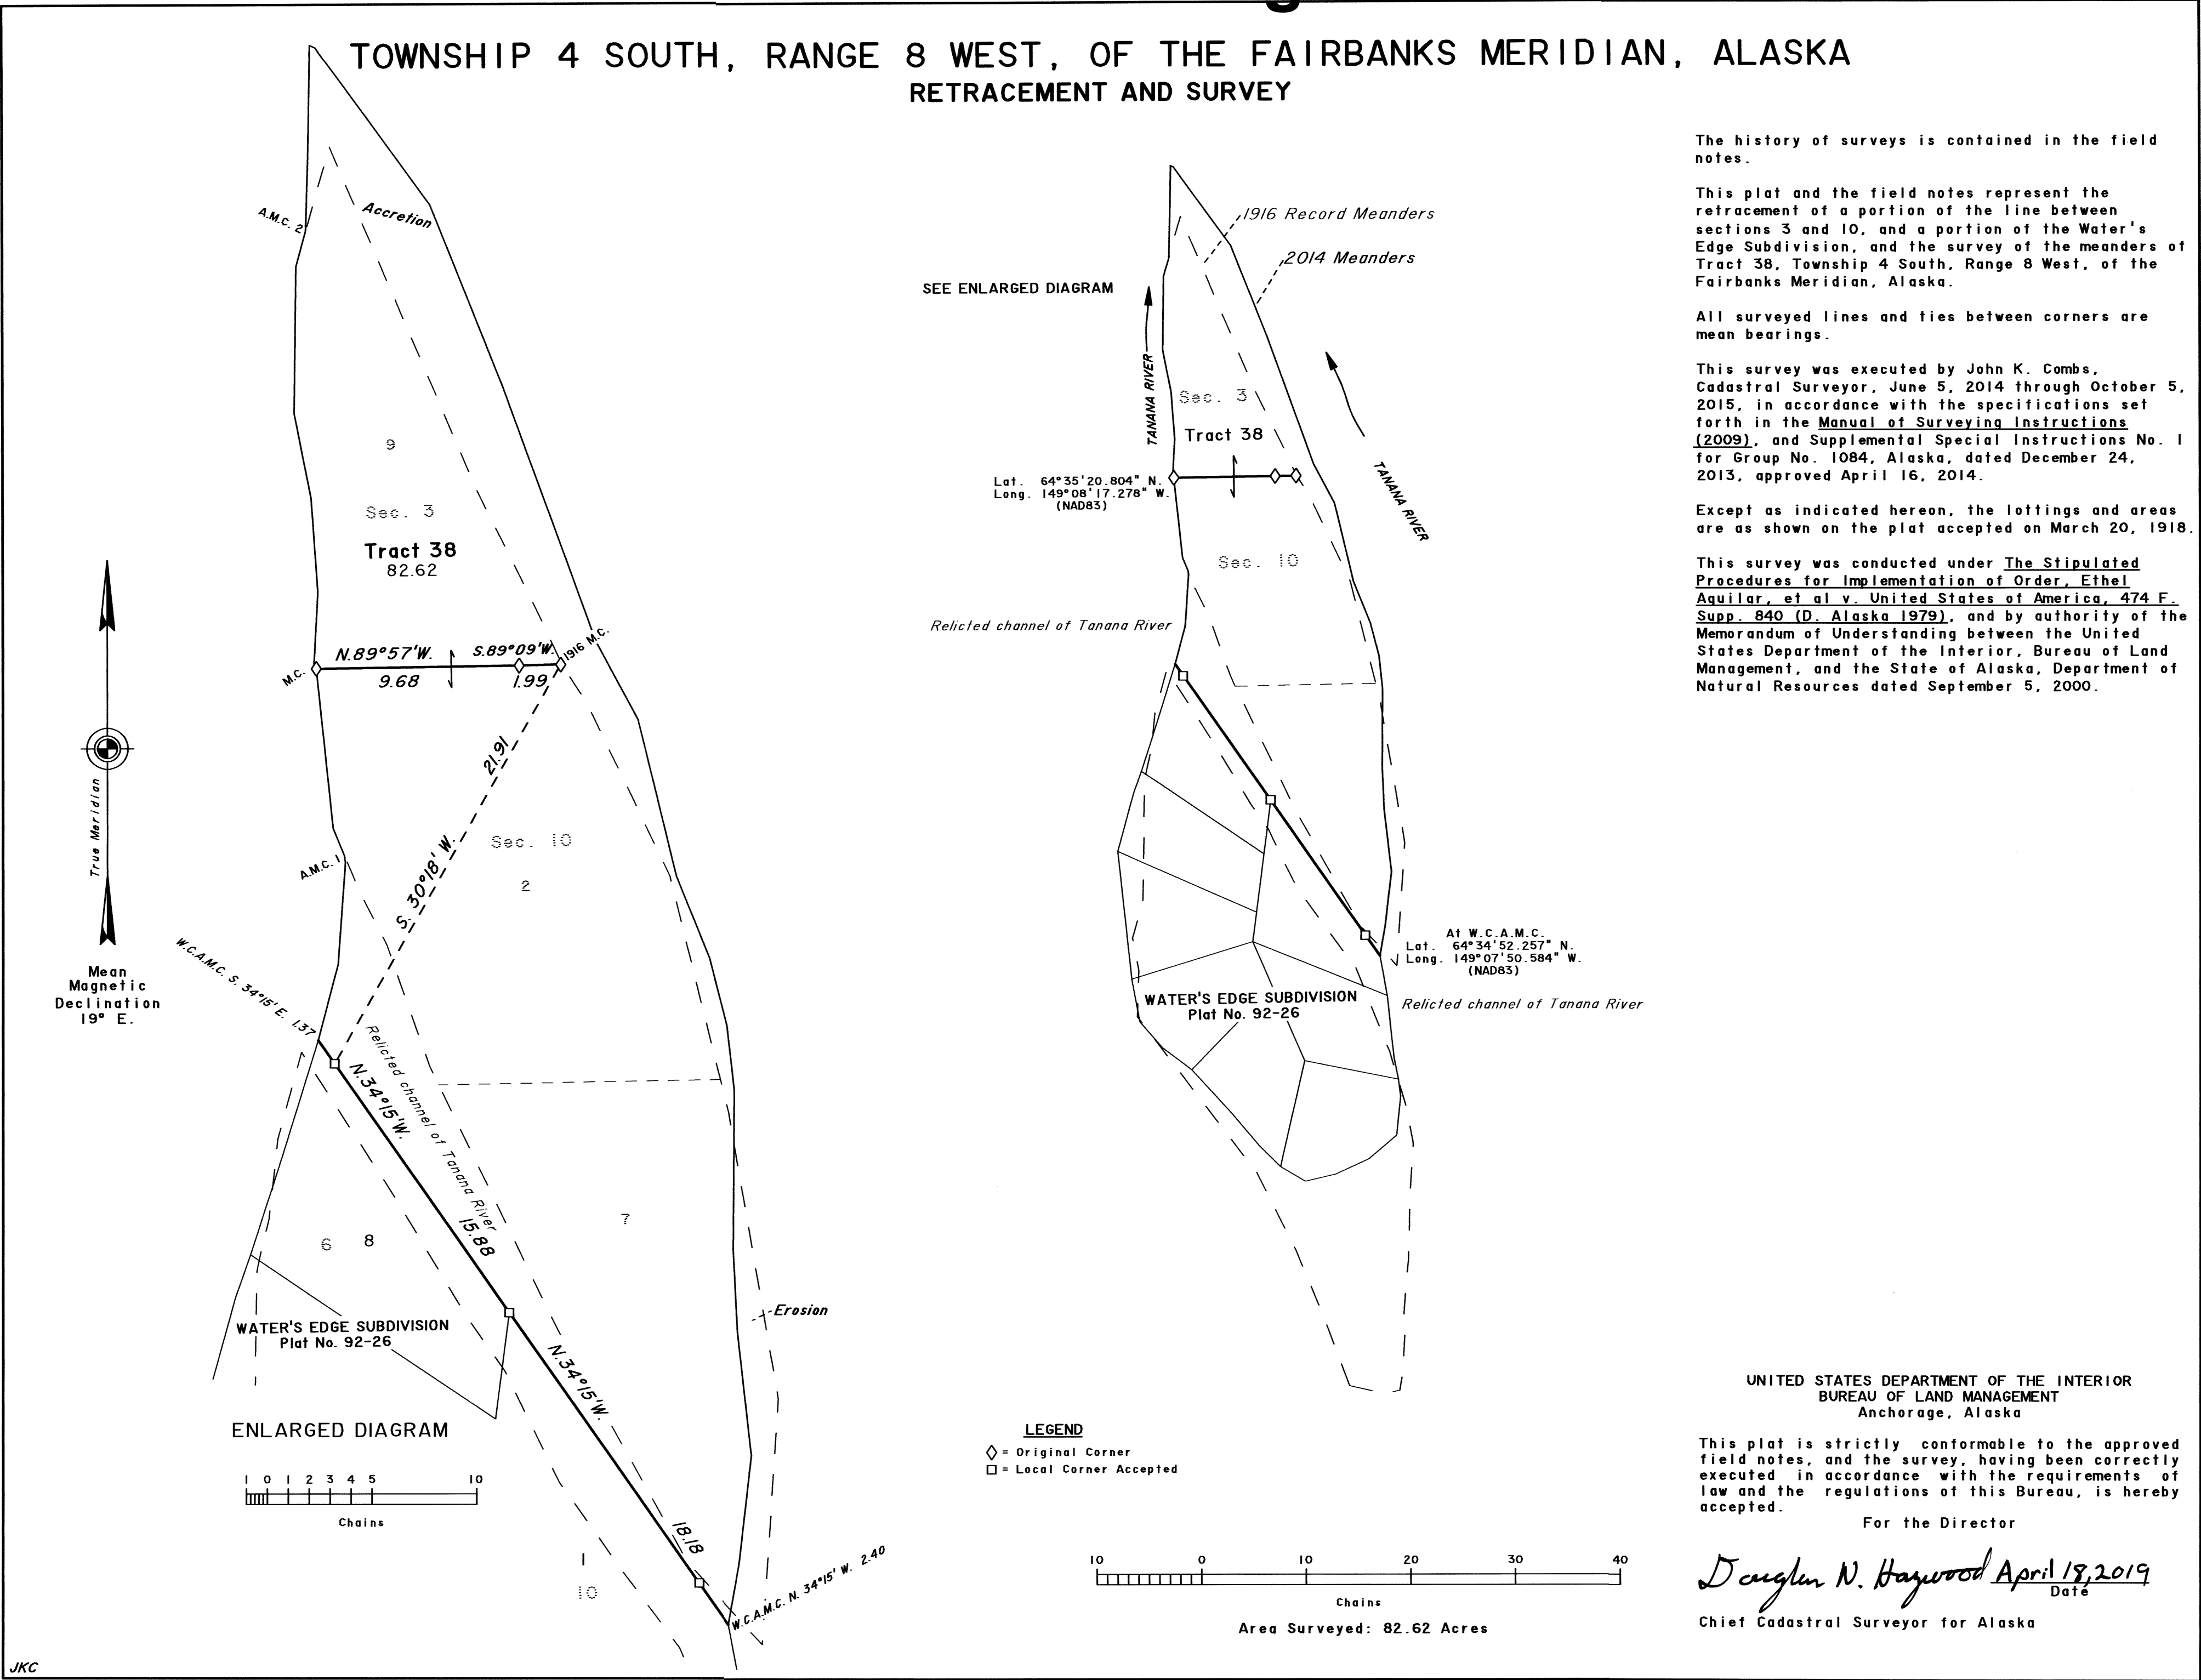 TOWNSHIP 4 SOUTH, RANGE 8 WEST, OF THE FAIRBANKS MERIDIAN, ALASKA
RETRACEMENT AND SURVEY
A.M.C. 2
Accretion
9
Sec. 3
Tract 38
82.62
M.C.
N.89°57'W.
9.68
S.89°09'W.
1.99
1916 M.C.
21.91
S. 30°18' W.
Sec. 10
2
A.M.C. 1
True Meridian
Mean
Magnetic
Declination
19° E.
W.C.A.M.C. S. 34°15' E. 1.37
N.34°15'W.
15.88
Relicted channel of Tanana River
7
6
8
WATER'S EDGE SUBDIVISION
Plat No. 92-26
Erosion
N.34°15'W.
18.18
1
10
W.C.A.M.C. N. 34°15' W. 2.40
ENLARGED DIAGRAM
1 0 1 2 3 4 5 10
Chains
JKC
1916 Record Meanders
2014 Meanders
SEE ENLARGED DIAGRAM
TANANA RIVER
Sec. 3
Tract 38
TANANA RIVER
Lat. 64°35'20.804" N.
Long. 149°08'17.278" W.
(NAD83)
Sec. 10
Relicted channel of Tanana River
At W.C.A.M.C.
Lat. 64°34'52.257" N.
Long. 149°07'50.584" W.
(NAD83)
WATER'S EDGE SUBDIVISION
Plat No. 92-26
Relicted channel of Tanana River
LEGEND
= Original Corner
= Local Corner Accepted
10 0 10 20 30 40
Chains
Area Surveyed: 82.62 Acres
The history of surveys is contained in the field
notes.
This plat and the field notes represent the
retracement of a portion of the line between
sections 3 and 10, and a portion of the Water's
Edge Subdivision, and the survey of the meanders of
Tract 38, Township 4 South, Range 8 West, of the
Fairbanks Meridian, Alaska.
All surveyed lines and ties between corners are
mean bearings.
This survey was executed by John K. Combs,
Cadastral Surveyor, June 5, 2014 through October 5,
2015, in accordance with the specifications set
forth in the Manual of Surveying Instructions
(2009), and Supplemental Special Instructions No. 1
for Group No. 1084, Alaska, dated December 24,
2013, approved April 16, 2014.
Except as indicated hereon, the lottings and areas
are as shown on the plat accepted on March 20, 1918.
This survey was conducted under The Stipulated
Procedures for Implementation of Order, Ethel
Aguilar, et al v. United States of America, 474 F.
Supp. 840 (D. Alaska 1979), and by authority of the
Memorandum of Understanding between the United
States Department of the Interior, Bureau of Land
Management, and the State of Alaska, Department of
Natural Resources dated September 5, 2000.
UNITED STATES DEPARTMENT OF THE INTERIOR
BUREAU OF LAND MANAGEMENT
Anchorage, Alaska
This plat is strictly conformable to the approved
field notes, and the survey, having been correctly
executed in accordance with the requirements of
law and the regulations of this Bureau, is hereby
accepted.
For the Director
Douglas N. Haywood April 18, 2019
Date
Chief Cadastral Surveyor for Alaska